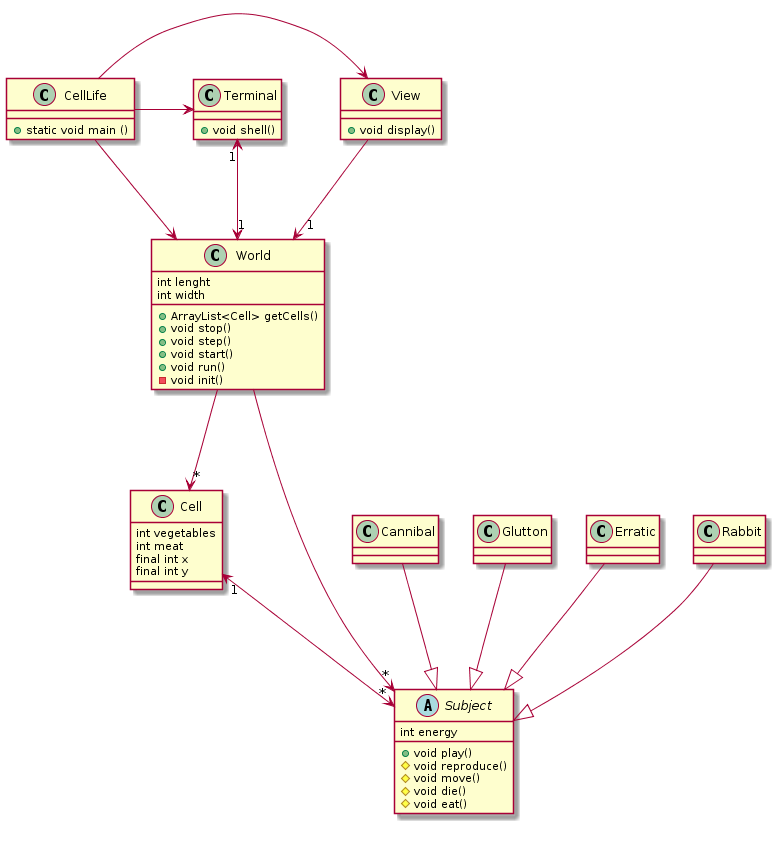 C CellLife
static void main ()
C Terminal
void shell()
C View
void display()
1
1
1
C World
int lenght
int width
ArrayList<Cell> getCells()
void stop()
void step()
void start()
void run()
void init()
*
C Cell
int vegetables
int meat
final int x
final int y
C Cannibal
C Glutton
C Erratic
C Rabbit
1
*
*
A Subject
int energy
void play()
void reproduce()
void move()
void die()
void eat()